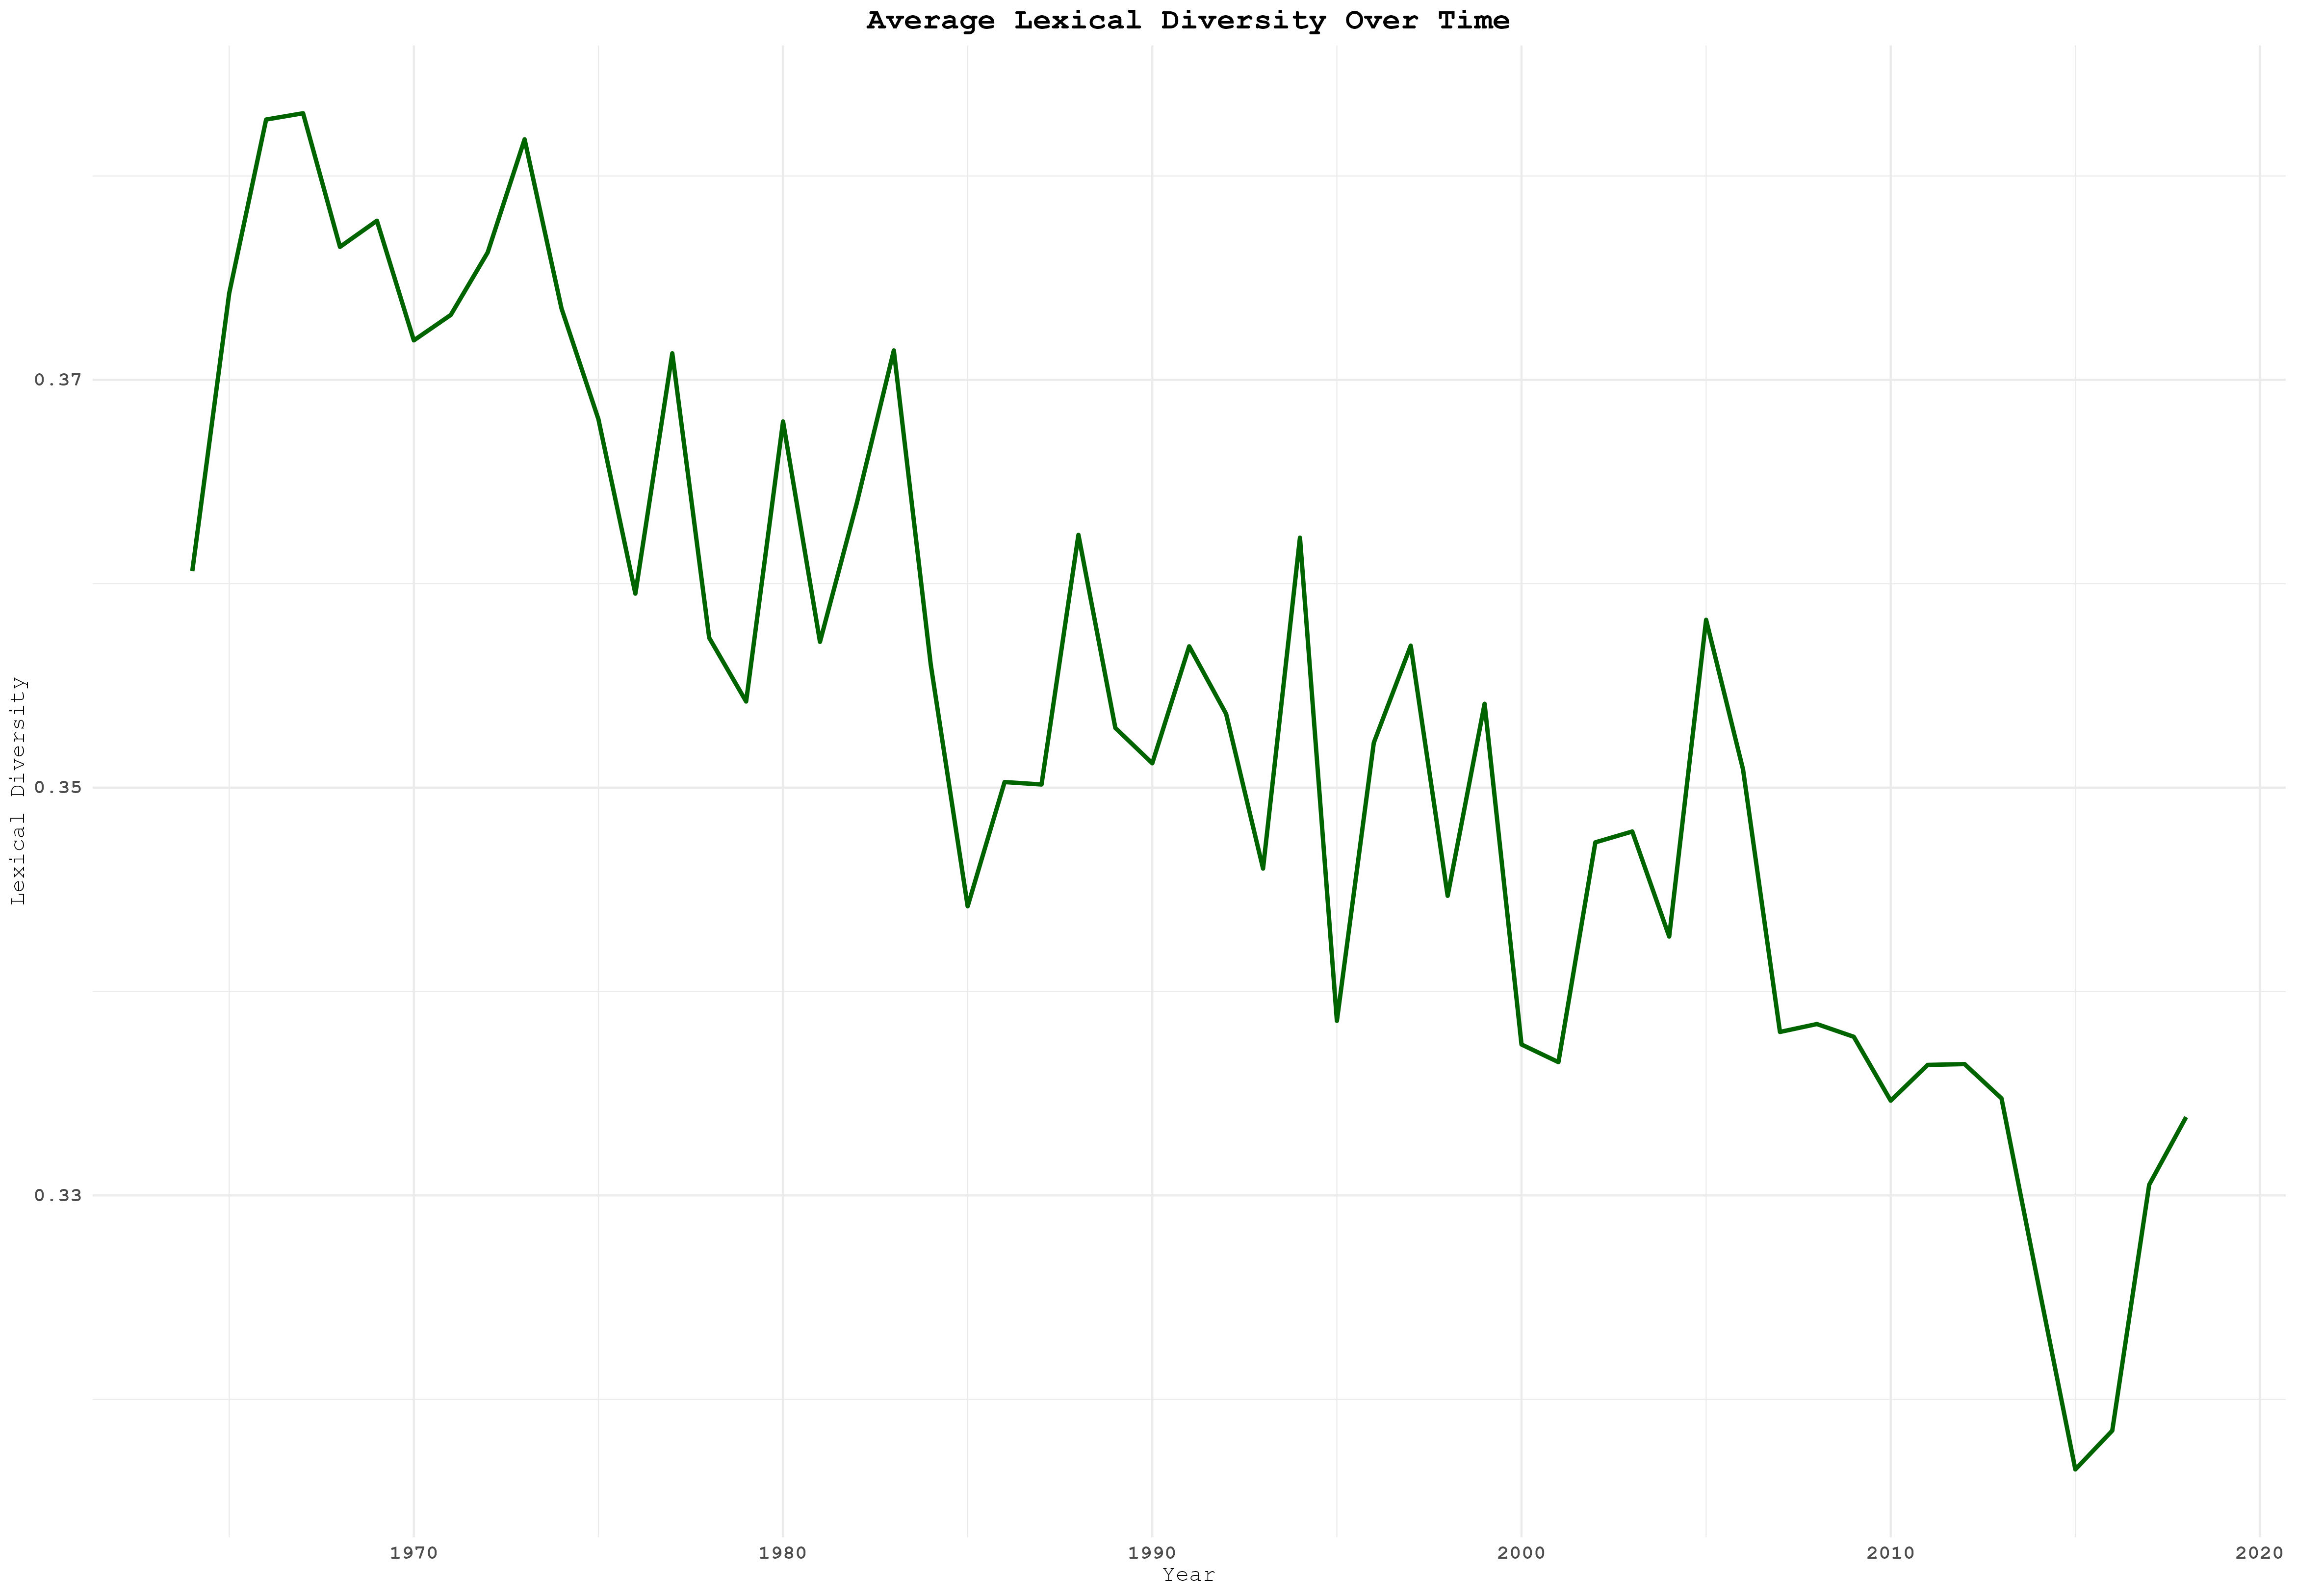 Average Lexical Diversity Over Time
Lexical Diversity
0.37
0.35
0.33
1970 1980 1990 2000 2010 2020
Year